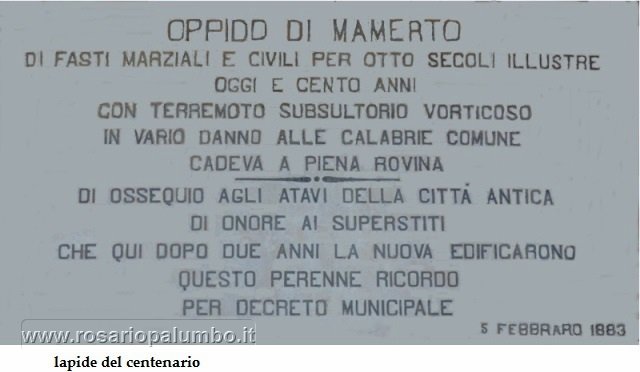 OPPIDO DI MAMERTO
DI FASTI MARZIALI E CIVILI PER OTTO SECOLI ILLUSTRE
OGGI E CENTO ANNI
CON TERREMOTO SUBSULTORIO VORTICOSO
IN VARIO DANNO ALLE CALABRIE COMUNE
CADEVA A PIENA ROVINA
DI OSSEQUIO AGLI ATAVI DELLA CITTÀ ANTICA
DI ONORE AI SUPERSTITI
CHE QUI DOPO DUE ANNI LA NUOVA EDIFICARONO
QUESTO PERENNE RICORDO
PER DECRETO MUNICIPALE
5 FEBBRARO 1883
www.rosariopalumbo.it
lapide del centenario